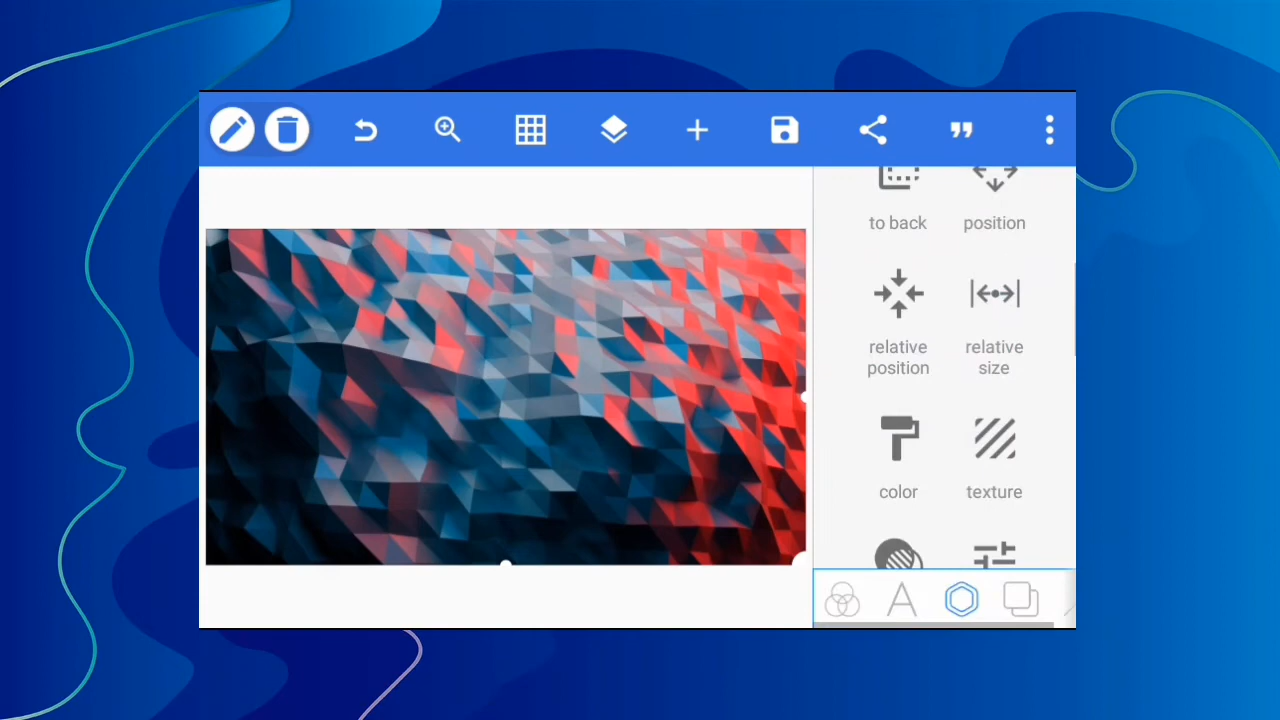 to back
position
relative
position
relative
size
color
texture